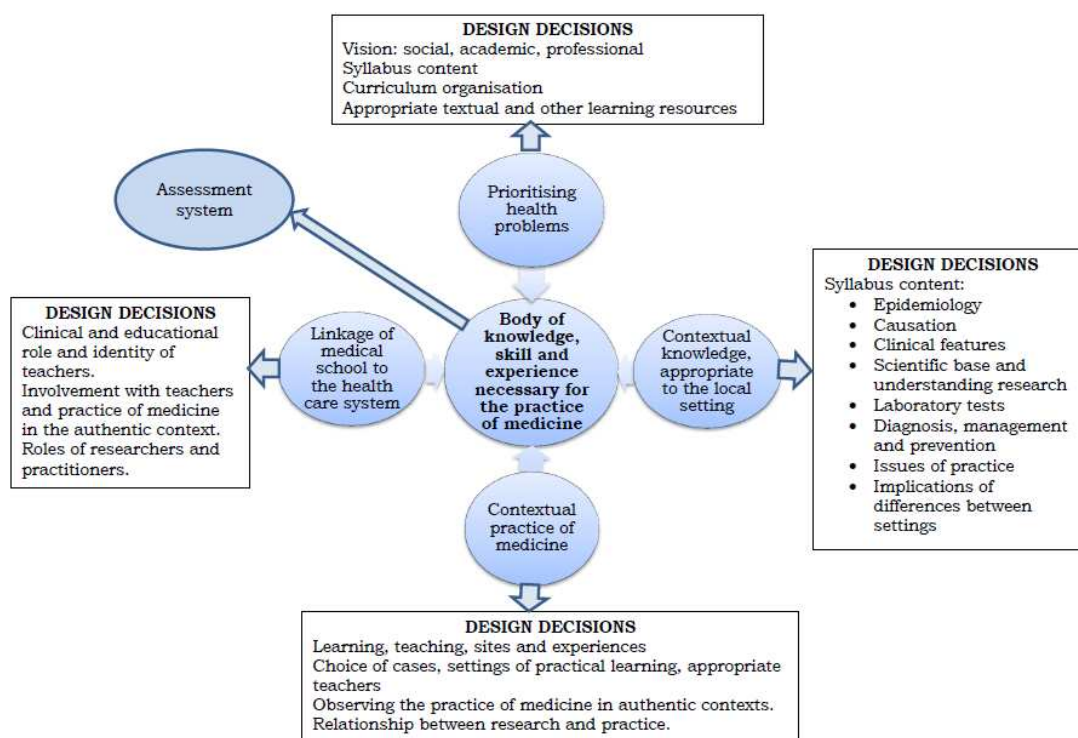 DESIGN DECISIONS
Vision: social, academic, professional
Syllabus content
Curriculum organisation
Appropriate textual and other learning resources
Assessment
system
Prioritising
health
problems
DESIGN DECISIONS
Clinical and educational
role and identity of
teachers.
Involvement with teachers
and practice of medicine
in the authentic context.
Roles of researchers and
practitioners.
Linkage of
medical
school to
the health
care system
Body of
knowledge,
skill and
experience
necessary for
the practice
of medicine
Contextual
knowledge,
appropriate
to the local
setting
DESIGN DECISIONS
Syllabus content:
• Epidemiology
• Causation
• Clinical features
• Scientific base and
understanding research
• Laboratory tests
• Diagnosis, management
and prevention
• Issues of practice
• Implications of
differences between
settings
Contextual
practice of
medicine
DESIGN DECISIONS
Learning, teaching, sites and experiences
Choice of cases, settings of practical learning, appropriate
teachers
Observing the practice of medicine in authentic contexts.
Relationship between research and practice.